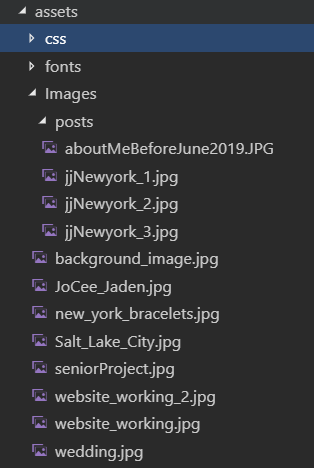 assets
css
fonts
Images
posts
aboutMeBeforeJune2019.JPG
jjNewyork_1.jpg
jjNewyork_2.jpg
jjNewyork_3.jpg
background_image.jpg
JoCee_Jaden.jpg
new_york_bracelets.jpg
Salt_Lake_City.jpg
seniorProject.jpg
website_working_2.jpg
website_working.jpg
wedding.jpg